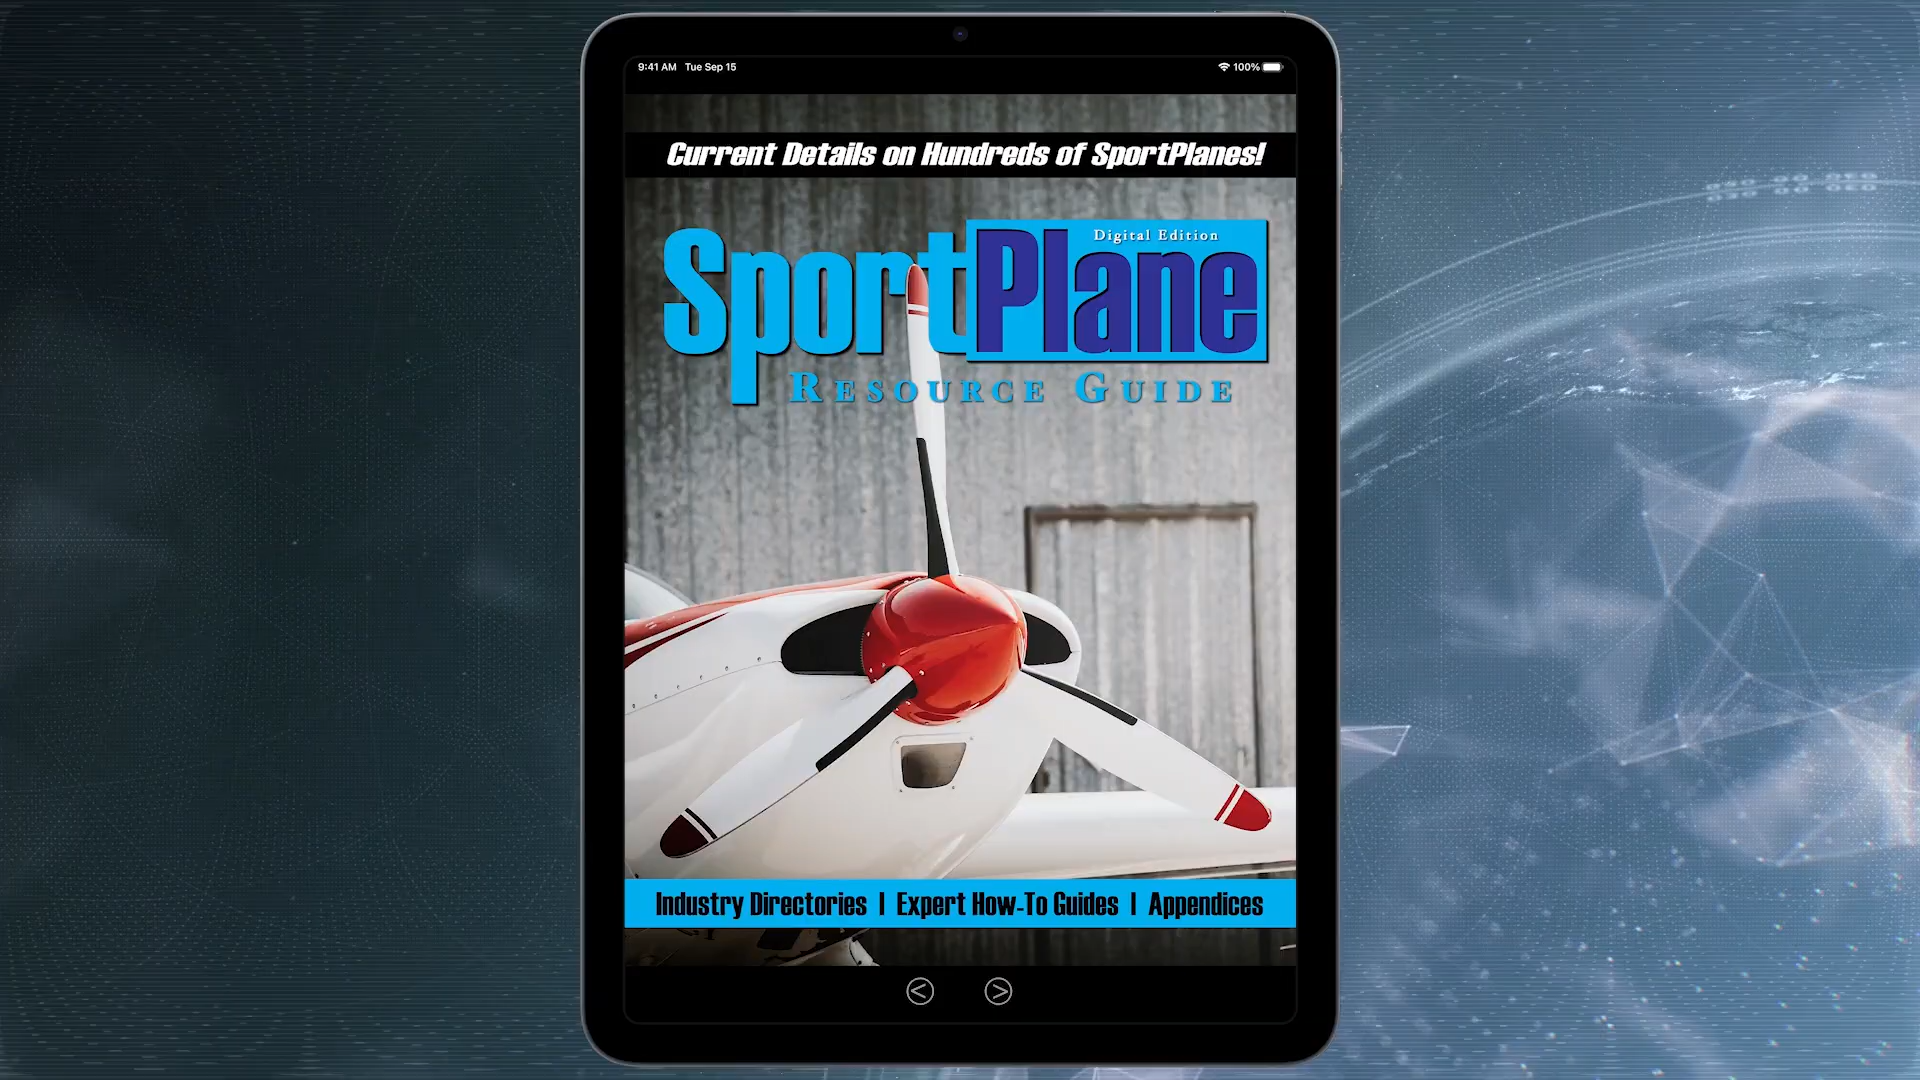 9:41 AM Tue Sep 15
100%
Current Details on Hundreds of SportPlanes!
Digital Edition
SportPlane
Resource Guide
Industry Directories | Expert How-To Guides | Appendices
< >